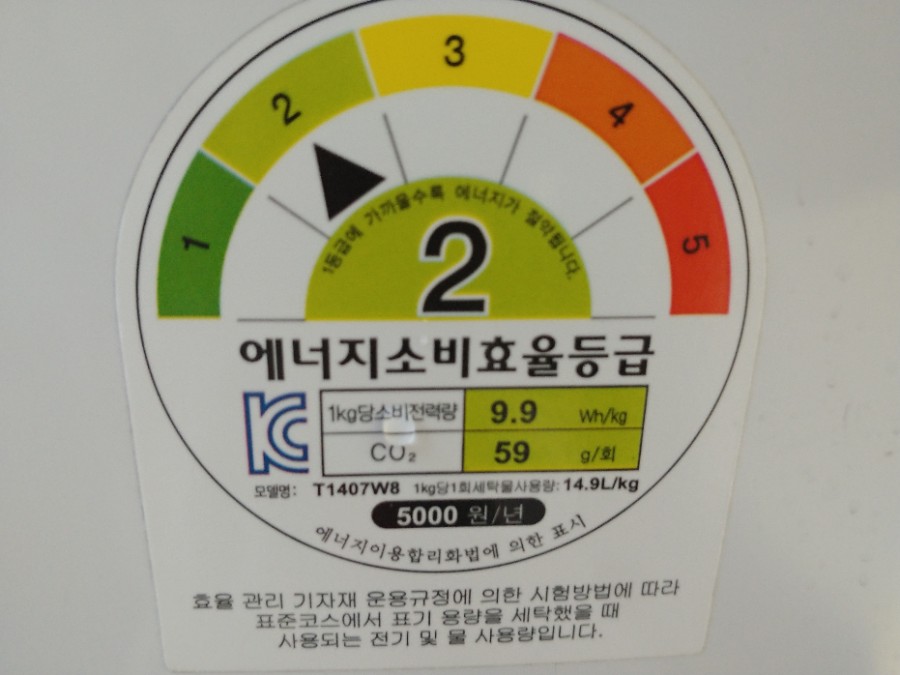 1 2 3 4 5
1등급에 가까울수록 에너지가 절약됩니다.
2
에너지소비효율등급
KC
1kg당소비전력량 9.9 Wh/kg
CO₂ 59 g/회
모델명: T1407W8 1kg당1회세탁물사용량: 14.9L/kg
5000 원/년
에너지이용합리화법에 의한 표시
효율 관리 기자재 운용규정에 의한 시험방법에 따라
표준코스에서 표기 용량을 세탁했을 때
사용되는 전기 및 물 사용량입니다.